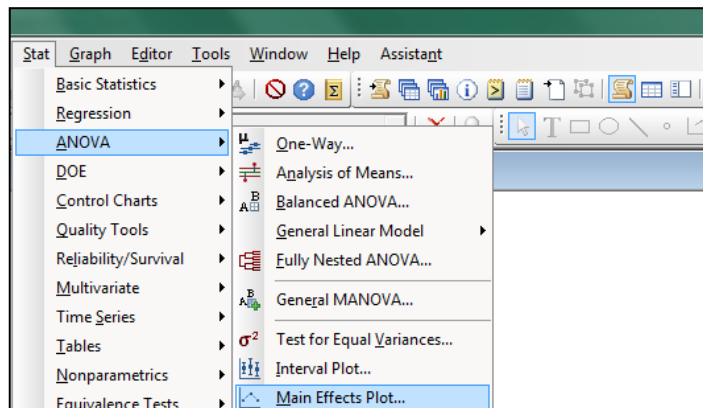 Stat Graph Editor Tools Window Help Assistant
Basic Statistics
Regression
ANOVA
DOE
Control Charts
Quality Tools
Reliability/Survival
Multivariate
Time Series
Tables
Nonparametrics
Equivalence Tests
One-Way...
Analysis of Means...
Balanced ANOVA...
General Linear Model
Fully Nested ANOVA...
General MANOVA...
Test for Equal Variances...
Interval Plot...
Main Effects Plot...